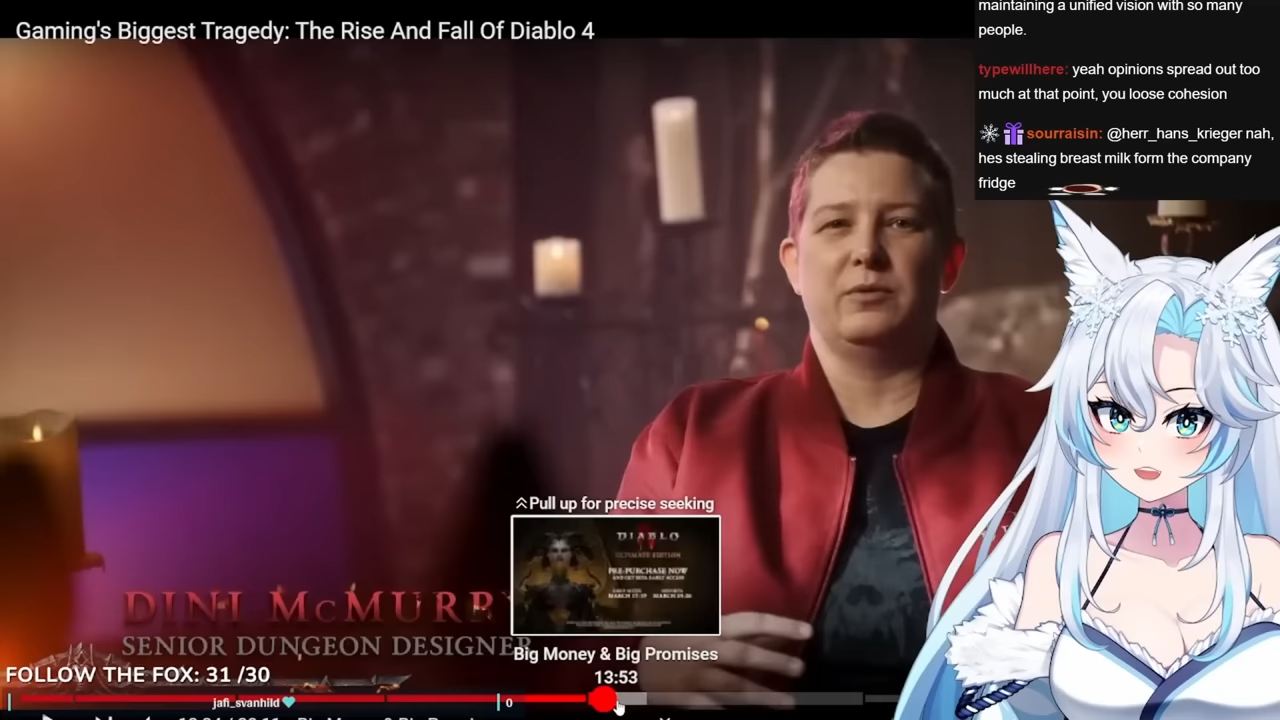 Gaming's Biggest Tragedy: The Rise And Fall Of Diablo 4
maintaining a unified vision with so many
people.
typewillhere: yeah opinions spread out too
much at that point, you loose cohesion
sourraisin: @herr_hans_krieger nah,
hes stealing breast milk form the company
fridge
Pull up for precise seeking
DIABLO
ULTIMATE EDITION
PRE-PURCHASE NOW
DINI MCMURRY
SENIOR DUNGEON DESIGNER
Big Money & Big Promises
13:53
FOLLOW THE FOX: 31 /30
jafi_svanhild
0